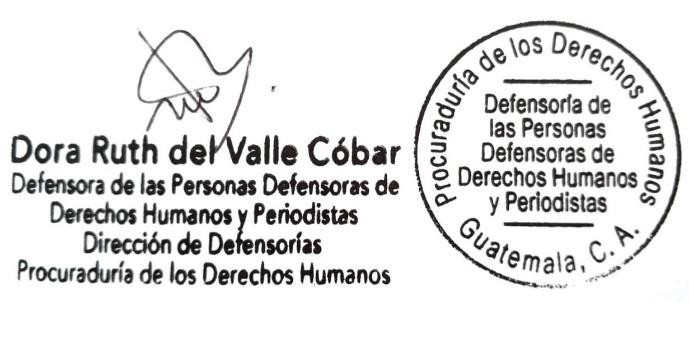 Dora Ruth del Valle Cóbar
Defensora de las Personas Defensoras de
Derechos Humanos y Periodistas
Dirección de Defensorías
Procuraduría de los Derechos Humanos
Procuraduría de los Derechos Humanos
Defensoría de
las Personas
Defensoras de
Derechos Humanos
y Periodistas
Guatemala, C. A.